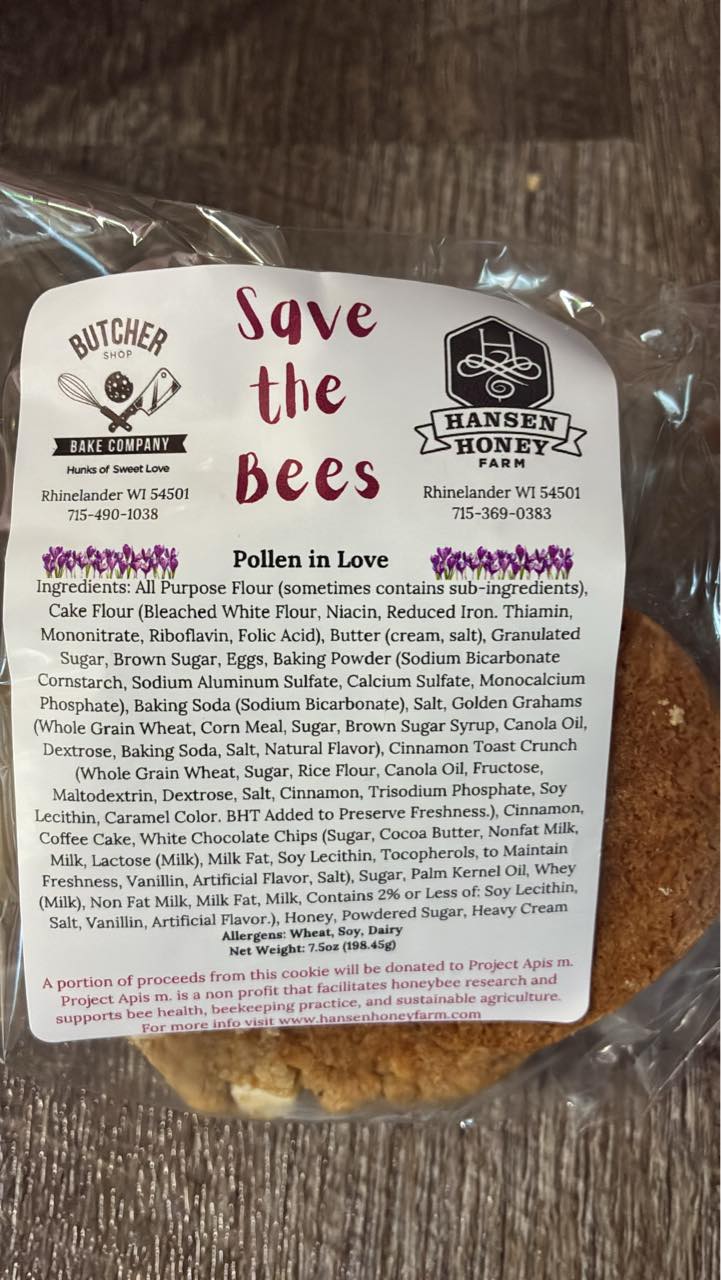 Save
the
Bees
BUTCHER
SHOP
BAKE COMPANY
Hunks of Sweet Love
Rhinelander WI 54501
715-490-1038
H
HANSEN
HONEY
FARM
Rhinelander WI 54501
715-369-0383
Pollen in Love
Ingredients: All Purpose Flour (sometimes contains sub-ingredients),
Cake Flour (Bleached White Flour, Niacin, Reduced Iron. Thiamin,
Mononitrate, Riboflavin, Folic Acid), Butter (cream, salt), Granulated
Sugar, Brown Sugar, Eggs, Baking Powder (Sodium Bicarbonate
Cornstarch, Sodium Aluminum Sulfate, Calcium Sulfate, Monocalcium
Phosphate), Baking Soda (Sodium Bicarbonate), Salt, Golden Grahams
(Whole Grain Wheat, Corn Meal, Sugar, Brown Sugar Syrup, Canola Oil,
Dextrose, Baking Soda, Salt, Natural Flavor), Cinnamon Toast Crunch
(Whole Grain Wheat, Sugar, Rice Flour, Canola Oil, Fructose,
Maltodextrin, Dextrose, Salt, Cinnamon, Trisodium Phosphate, Soy
Lecithin, Caramel Color. BHT Added to Preserve Freshness.), Cinnamon,
Coffee Cake, White Chocolate Chips (Sugar, Cocoa Butter, Nonfat Milk,
Milk, Lactose (Milk), Milk Fat, Soy Lecithin, Tocopherols, to Maintain
Freshness, Vanillin, Artificial Flavor, Salt), Sugar, Palm Kernel Oil, Whey
(Milk), Non Fat Milk, Milk Fat, Milk, Contains 2% or Less of: Soy Lecithin,
Salt, Vanillin, Artificial Flavor.), Honey, Powdered Sugar, Heavy Cream
Allergens: Wheat, Soy, Dairy
Net Weight: 7.5oz (198.45g)
A portion of proceeds from this cookie will be donated to Project Apis m.
Project Apis m. is a non profit that facilitates honeybee research and
supports bee health, beekeeping practice, and sustainable agriculture.
For more info visit www.hansenhoneyfarm.com